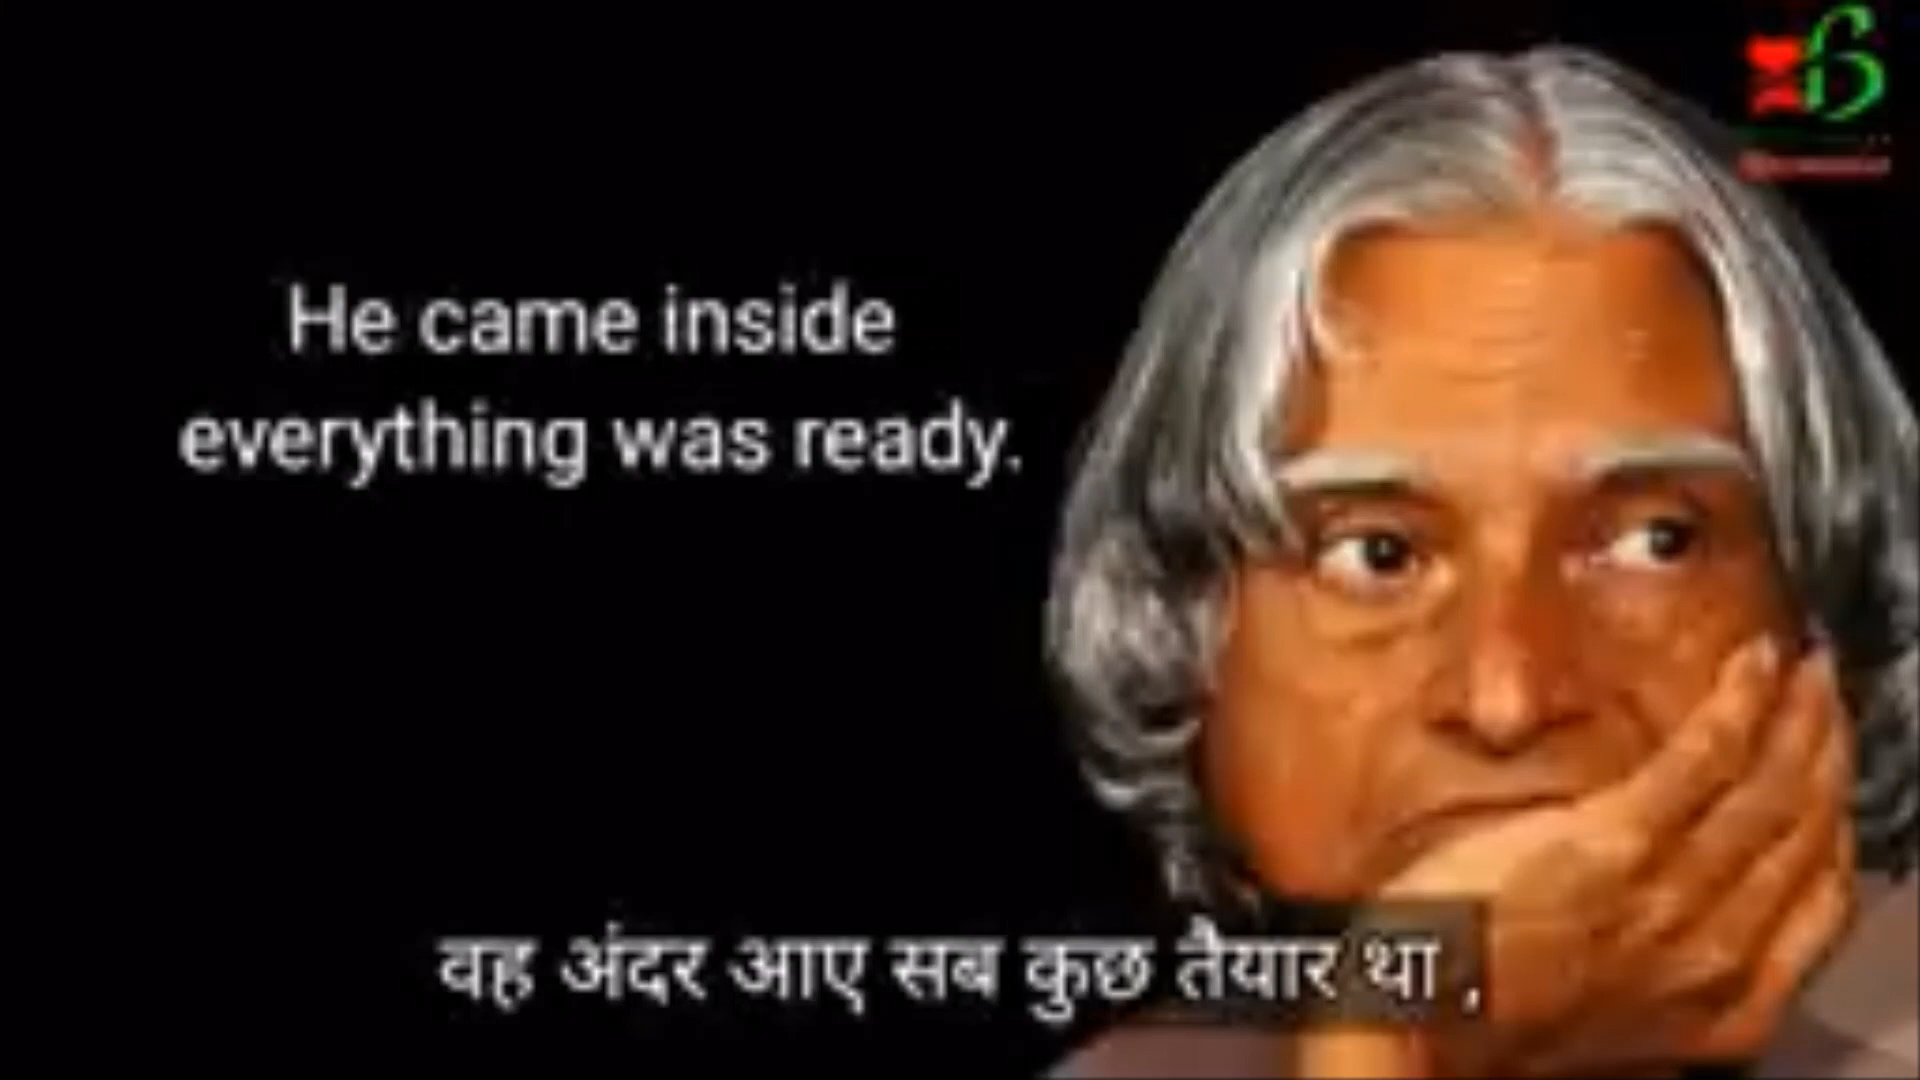 He came inside
everything was ready.
वह अंदर आए सब कुछ तैयार था ,